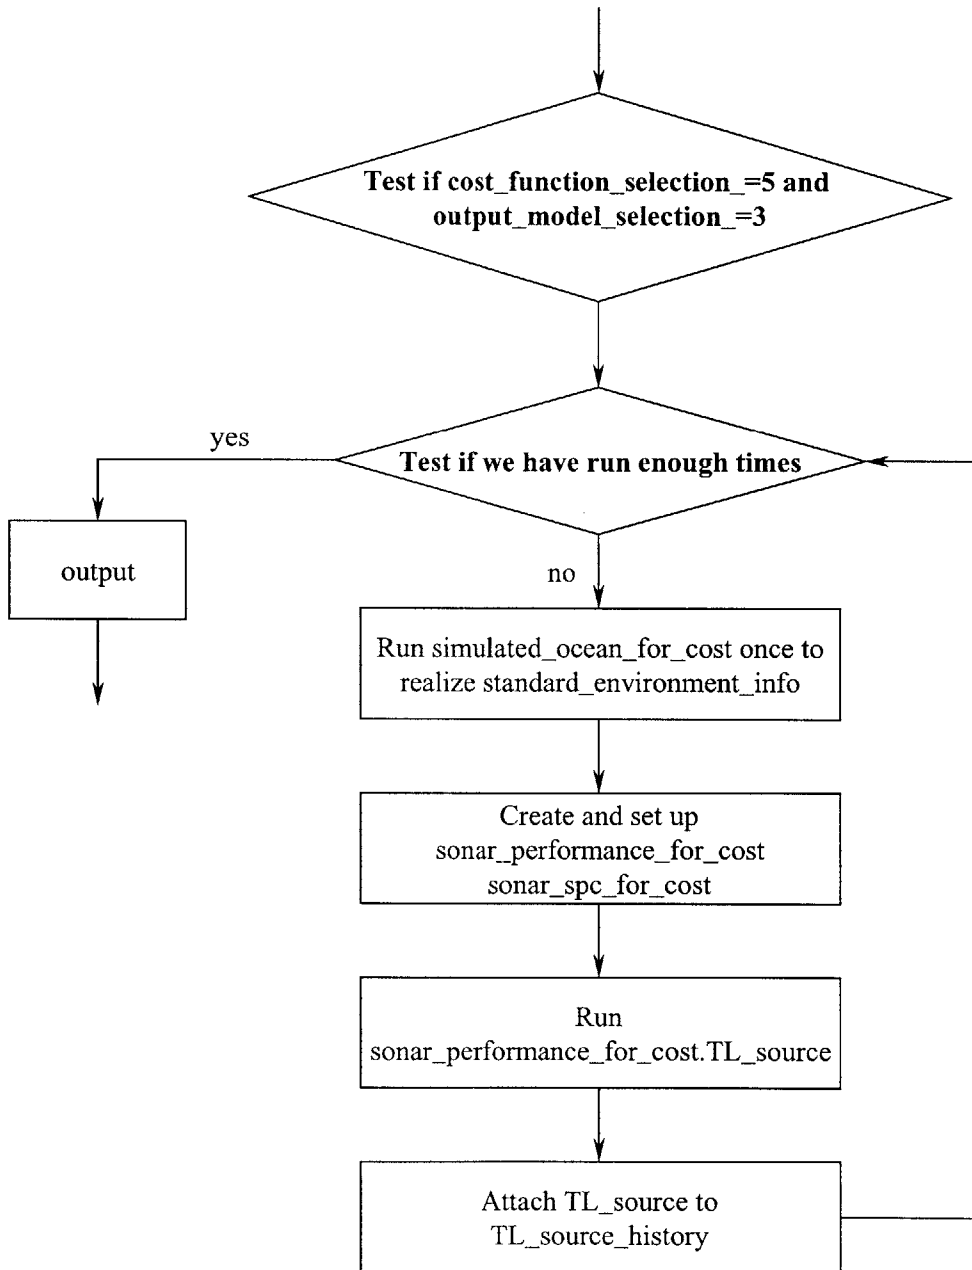 Test if cost_function_selection_=5 and
output_model_selection_=3
yes
Test if we have run enough times
output
no
Run simulated_ocean_for_cost once to
realize standard_environment_info
Create and set up
sonar_performance_for_cost
sonar_spc_for_cost
Run
sonar_performance_for_cost.TL_source
Attach TL_source to
TL_source_history